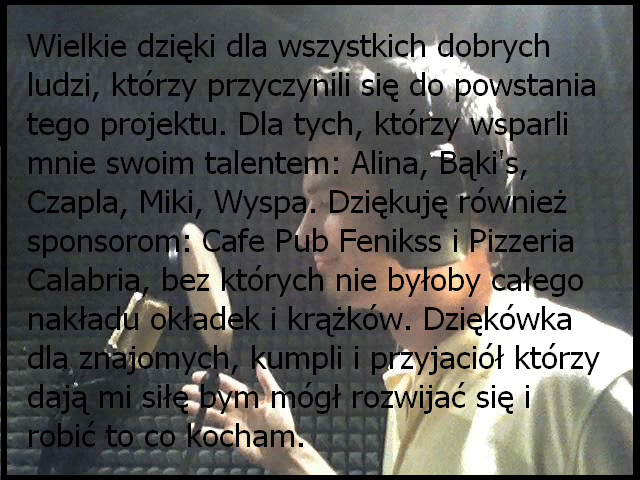 Wielkie dzięki dla wszystkich dobrych
ludzi, którzy przyczynili się do powstania
tego projektu. Dla tych, którzy wsparli
mnie swoim talentem: Alina, Bąki's,
Czapla, Miki, Wyspa. Dziękuję również
sponsorom: Cafe Pub Fenikss i Pizzeria
Calabria, bez których nie byłoby całego
nakładu okładek i krążków. Dziękówka
dla znajomych, kumpli i przyjaciół którzy
dają mi siłę bym mógł rozwijać się i
robić to co kocham.